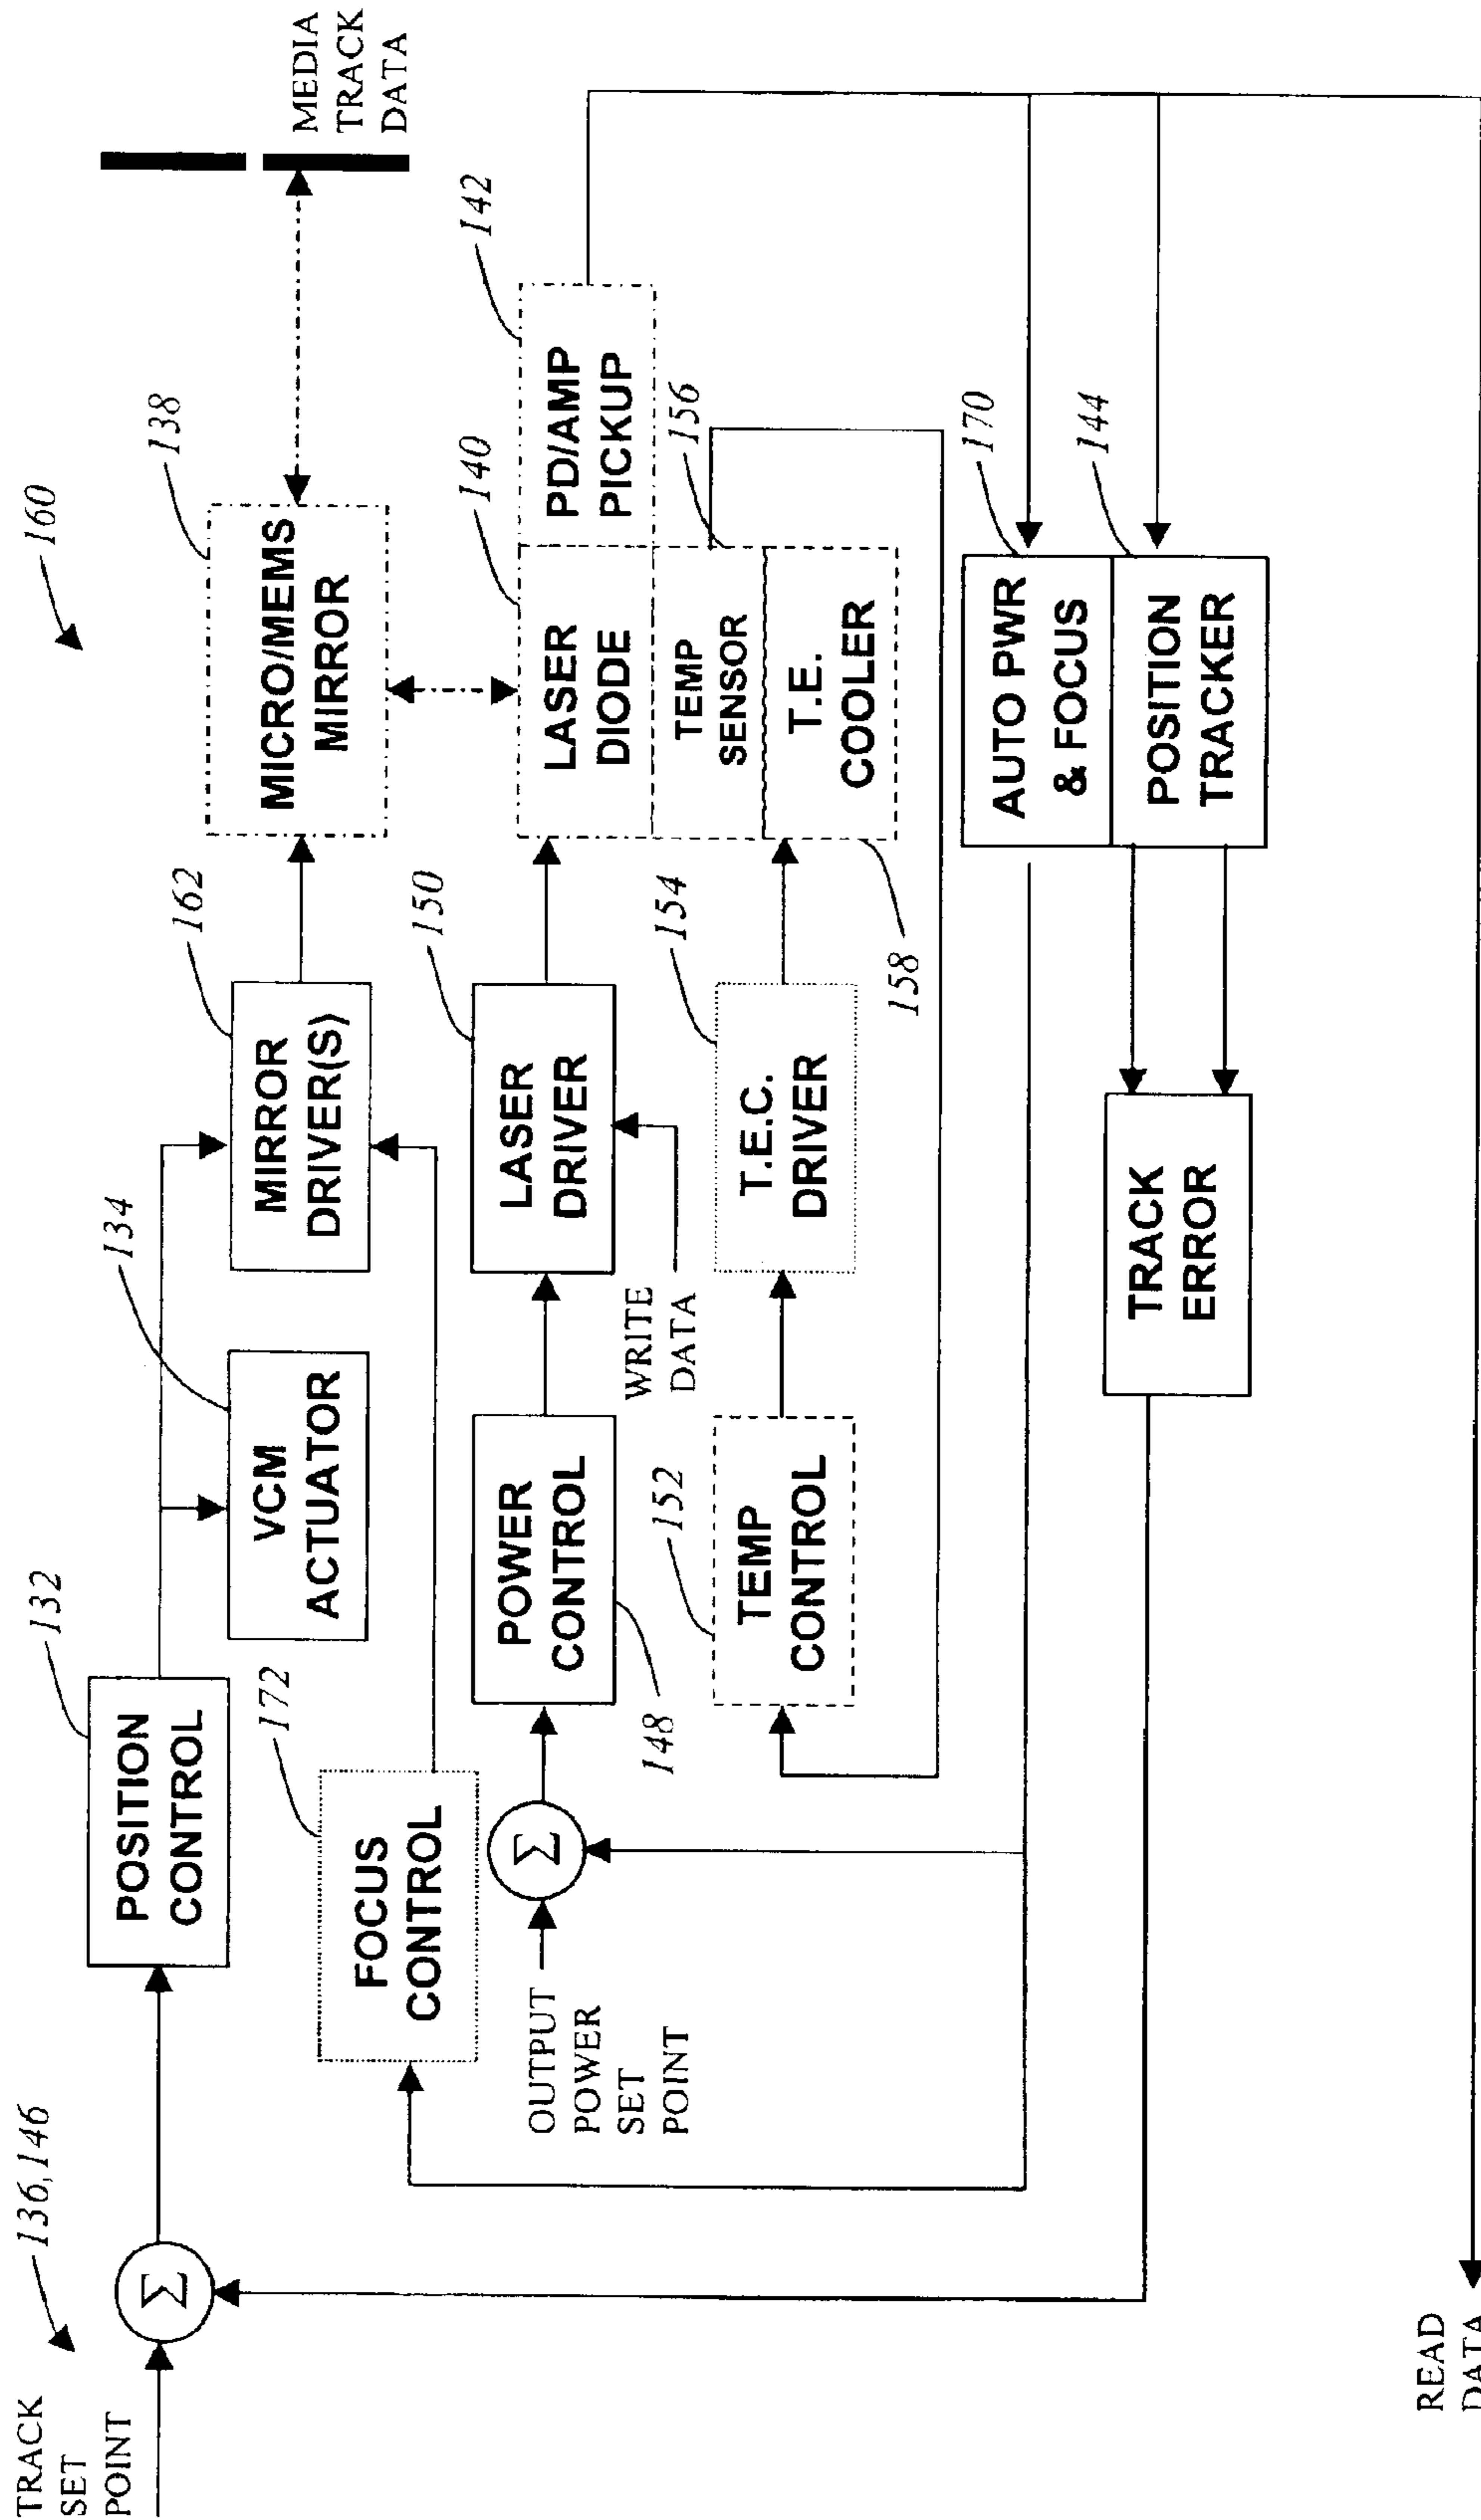 TRACK
SET
POINT
136,146
Σ
132
POSITION
CONTROL
134
VCM
ACTUATOR
162
MIRROR
DRIVER(S)
138
MICRO/MEMS
MIRROR
160
MEDIA
TRACK
DATA
172
FOCUS
CONTROL
OUTPUT
POWER
SET
POINT
Σ
POWER
CONTROL
148
WRITE
DATA
150
LASER
DRIVER
140
LASER
DIODE
142
PD/AMP
PICKUP
152
TEMP
CONTROL
154
T.E.C.
DRIVER
TEMP
SENSOR
156
T.E.
COOLER
158
170
AUTO PWR
& FOCUS
144
POSITION
TRACKER
TRACK
ERROR
READ
DATA